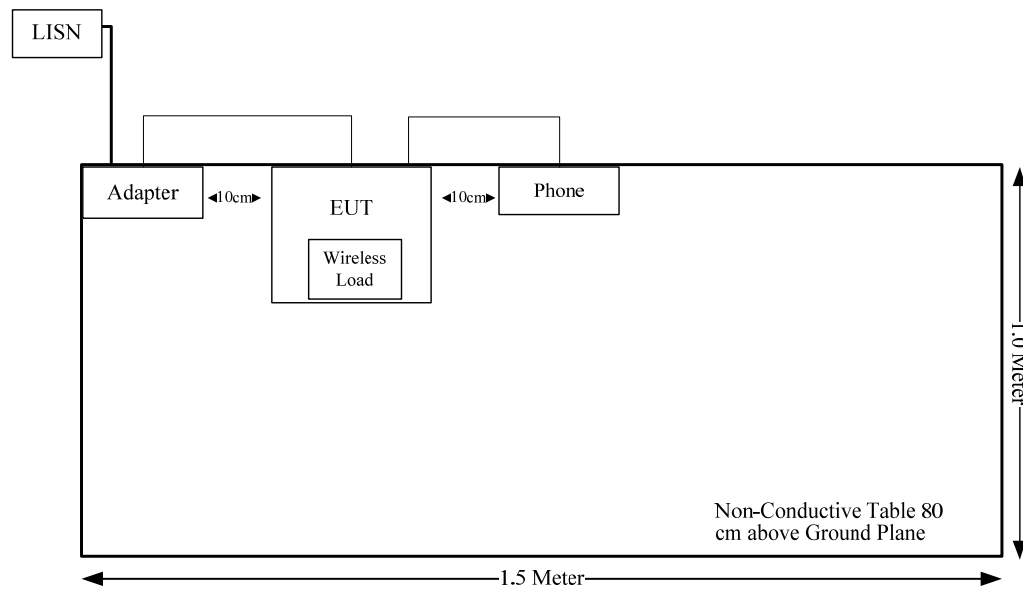 LISN
Adapter
10cm
EUT
10cm
Phone
Wireless
Load
1.0 Meter
Non-Conductive Table 80
cm above Ground Plane
1.5 Meter